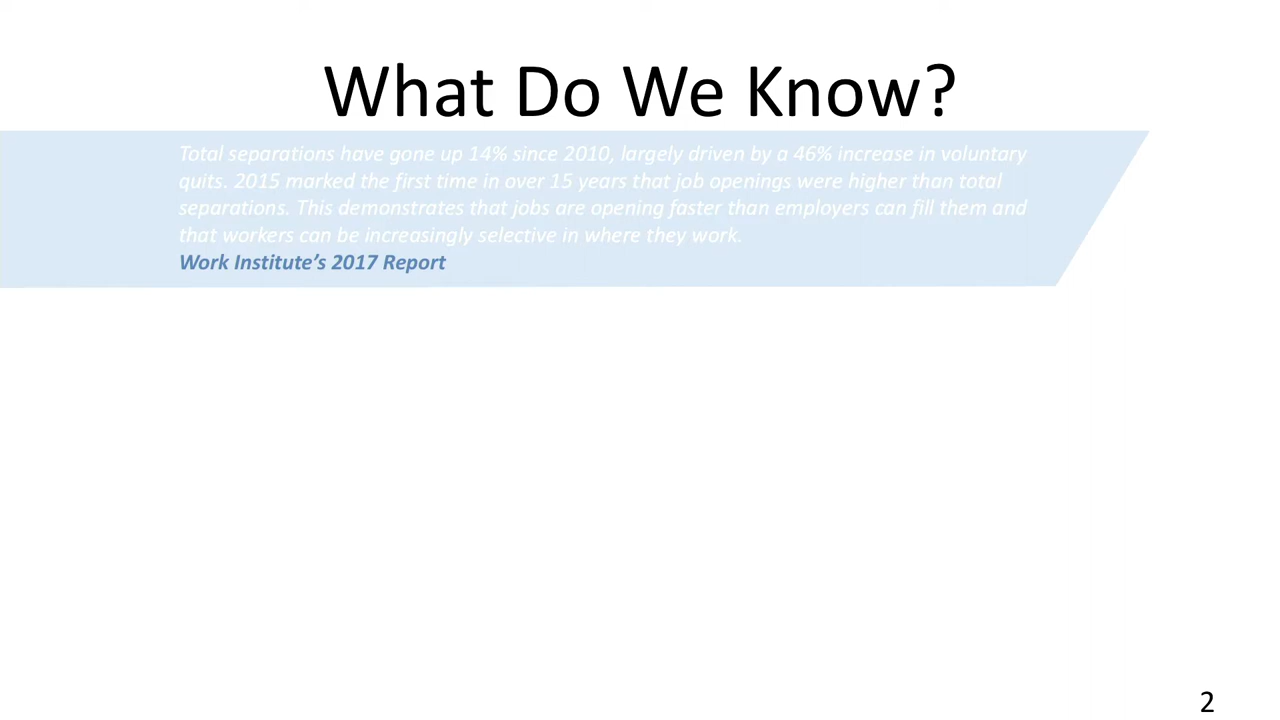 What Do We Know?
Total separations have gone up 14% since 2010, largely driven by a 46% increase in voluntary
quits. 2015 marked the first time in over 15 years that job openings were higher than total
separations. This demonstrates that jobs are opening faster than employers can fill them and
that workers can be increasingly selective in where they work.
Work Institute’s 2017 Report
2